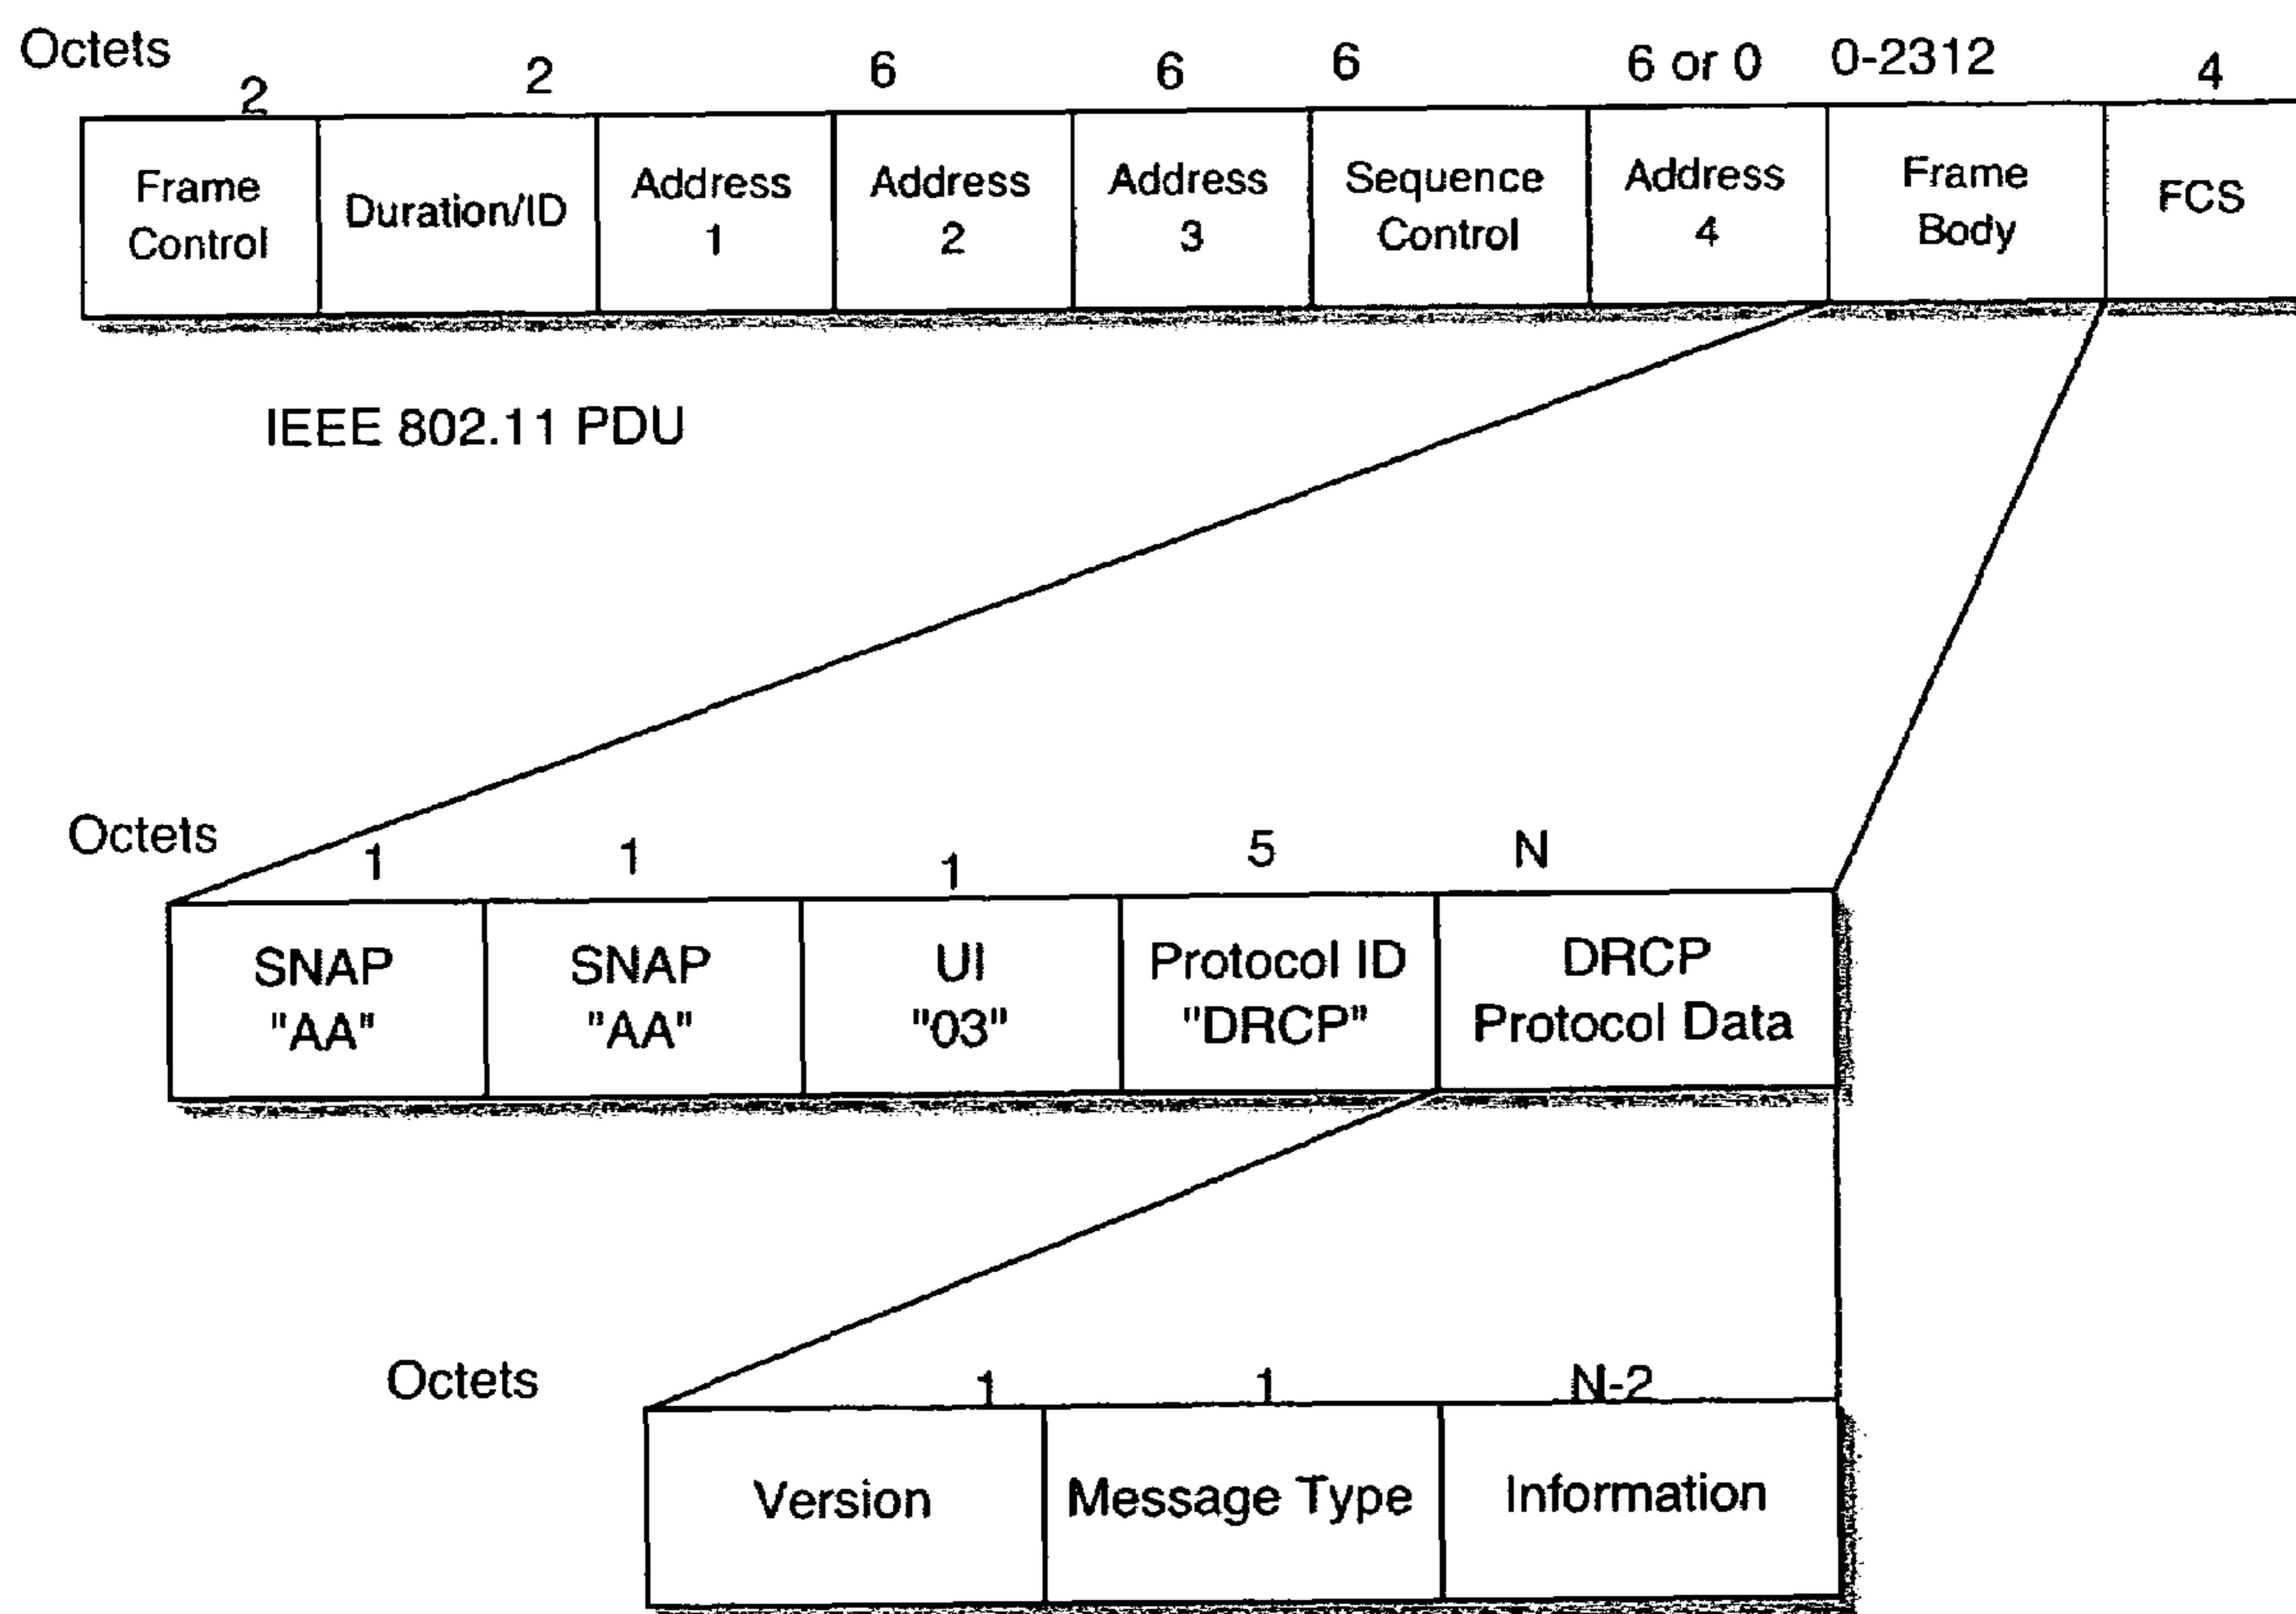 Octets 2 2 6 6 6 6 or 0 0-2312 4
Frame Control
Duration/ID
Address 1
Address 2
Address 3
Sequence Control
Address 4
Frame Body
FCS
IEEE 802.11 PDU
Octets 1 1 1 5 N
SNAP "AA"
SNAP "AA"
UI "03"
Protocol ID "DRCP"
DRCP Protocol Data
Octets 1 1 N-2
Version
Message Type
Information